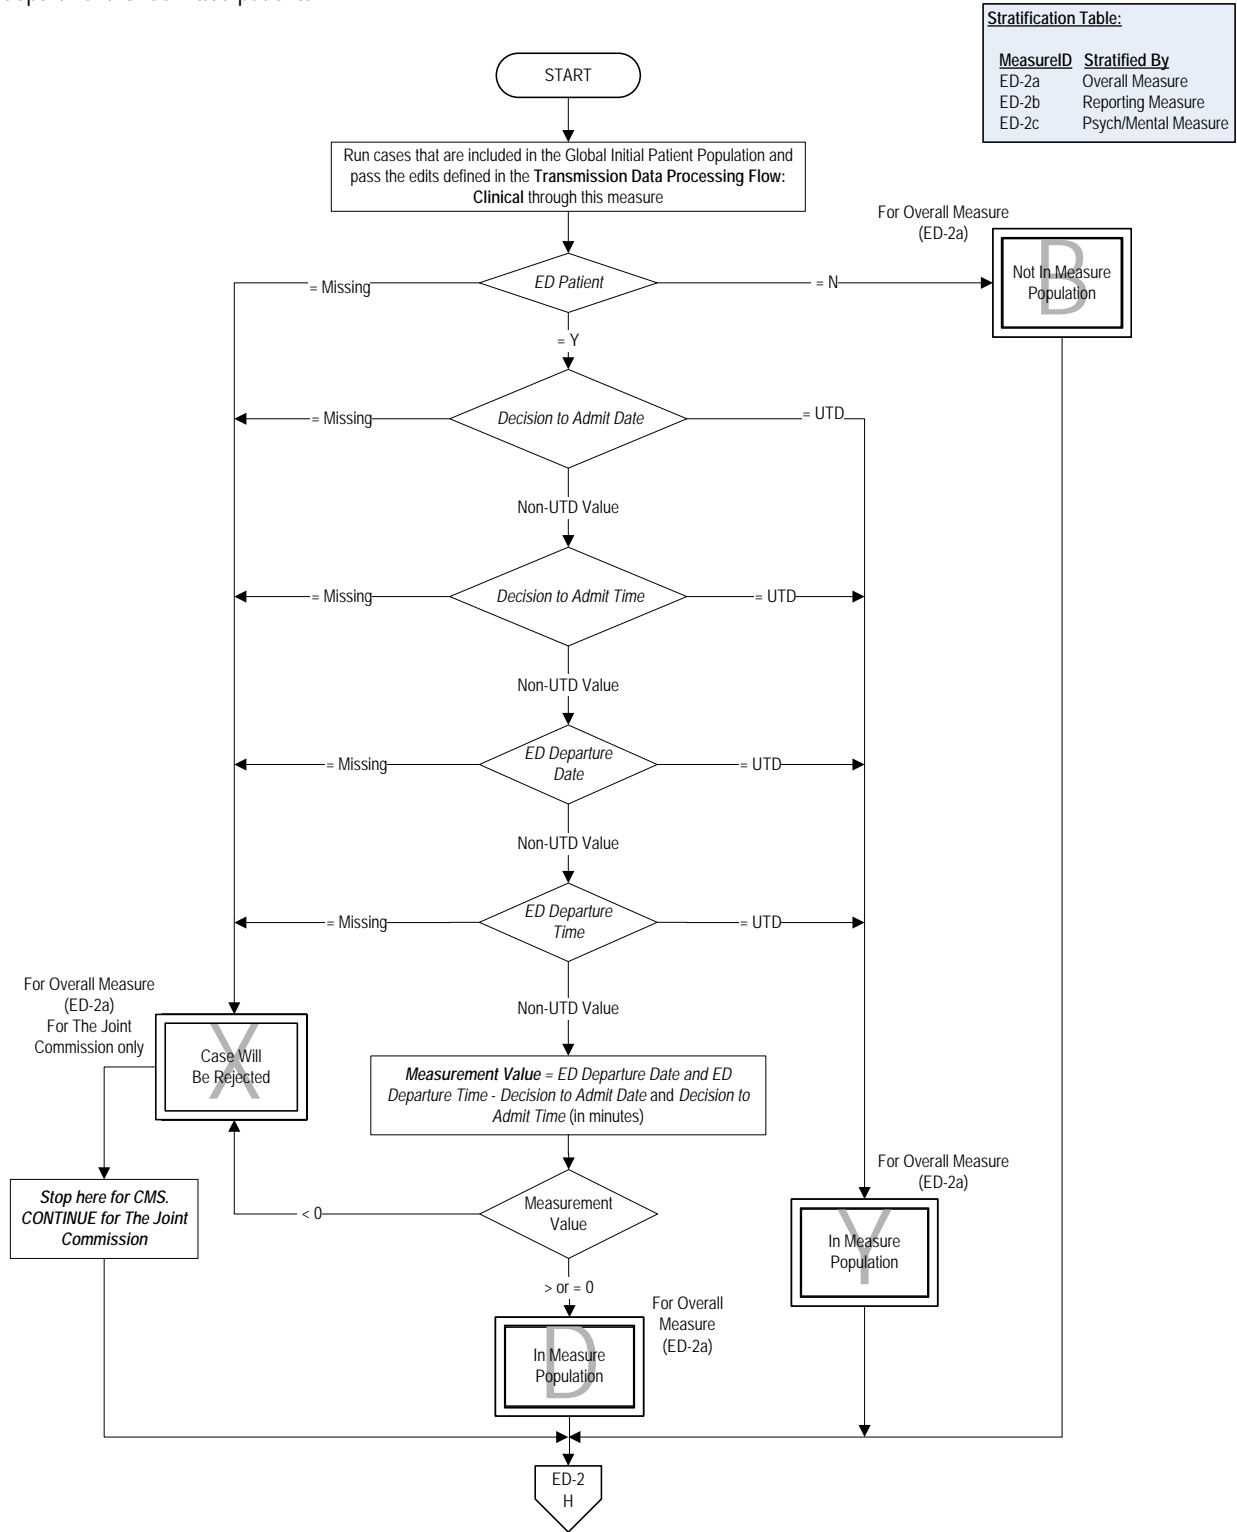 Stratification Table:
MeasureID Stratified By
ED-2a Overall Measure
ED-2b Reporting Measure
ED-2c Psych/Mental Measure
START
Run cases that are included in the Global Initial Patient Population and
pass the edits defined in the Transmission Data Processing Flow:
Clinical through this measure
For Overall Measure
(ED-2a)
B
Not In Measure
Population
= Missing
ED Patient
= N
= Y
= Missing
Decision to Admit Date
= UTD
Non-UTD Value
= Missing
Decision to Admit Time
= UTD
Non-UTD Value
= Missing
ED Departure
Date
= UTD
Non-UTD Value
= Missing
ED Departure
Time
= UTD
Non-UTD Value
For Overall Measure
(ED-2a)
For The Joint
Commission only
X
Case Will
Be Rejected
Measurement Value = ED Departure Date and ED
Departure Time - Decision to Admit Date and Decision to
Admit Time (in minutes)
Stop here for CMS.
CONTINUE for The Joint
Commission
< 0
Measurement
Value
For Overall Measure
(ED-2a)
Y
In Measure
Population
> or = 0
For Overall
Measure
(ED-2a)
D
In Measure
Population
ED-2
H